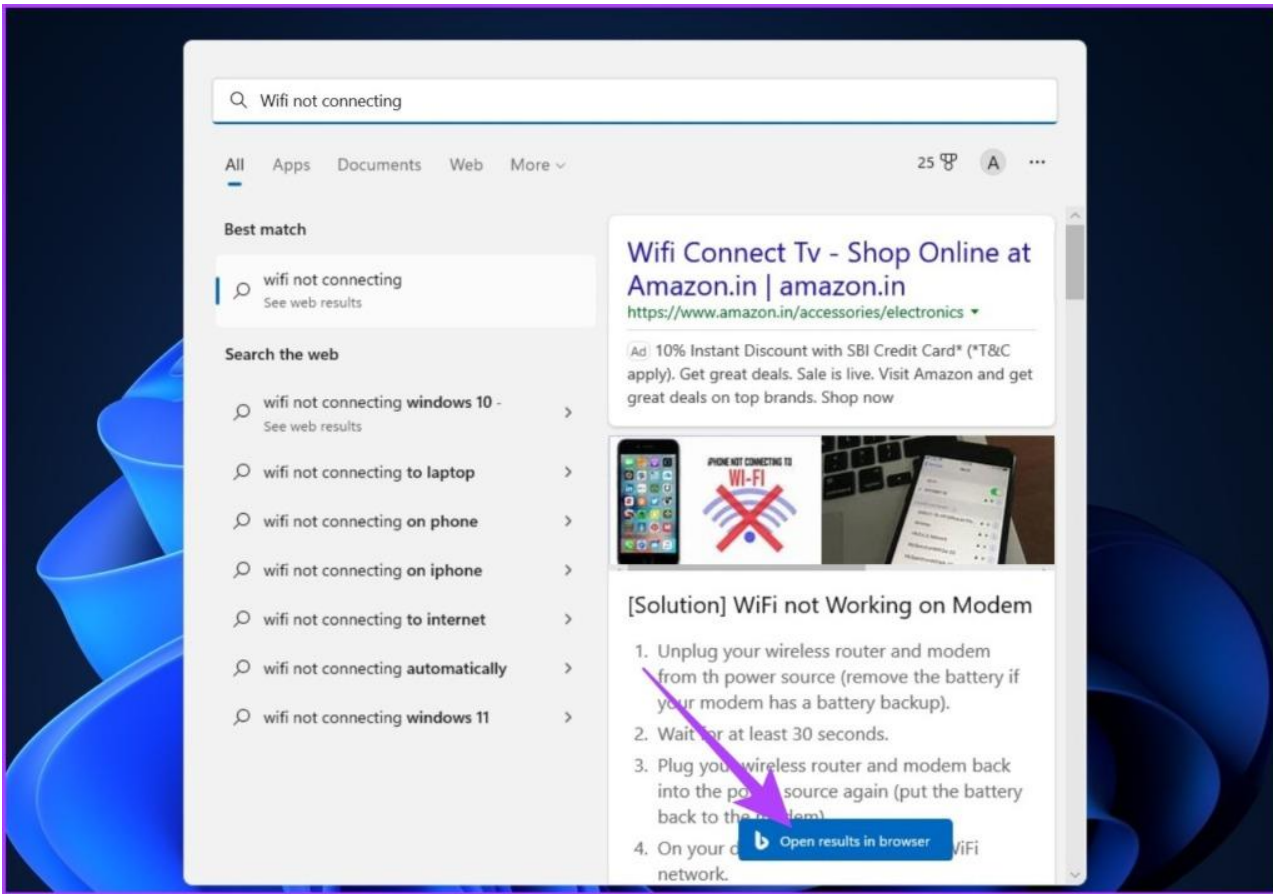 Wifi not connecting
All Apps Documents Web More
25 A ...
Best match
wifi not connecting
See web results
Search the web
wifi not connecting windows 10 -
See web results
wifi not connecting to laptop
wifi not connecting on phone
wifi not connecting on iphone
wifi not connecting to internet
wifi not connecting automatically
wifi not connecting windows 11
Wifi Connect Tv - Shop Online at
Amazon.in | amazon.in
https://www.amazon.in/accessories/electronics
Ad 10% Instant Discount with SBI Credit Card* (*T&C
apply). Get great deals. Sale is live. Visit Amazon and get
great deals on top brands. Shop now
iPHONE NOT CONNECTING TO
WI-FI
[Solution] WiFi not Working on Modem
1. Unplug your wireless router and modem
from th power source (remove the battery if
your modem has a battery backup).
2. Wait for at least 30 seconds.
3. Plug your wireless router and modem back
into the power source again (put the battery
back to the modem).
4. On your WiFi
network.
Open results in browser